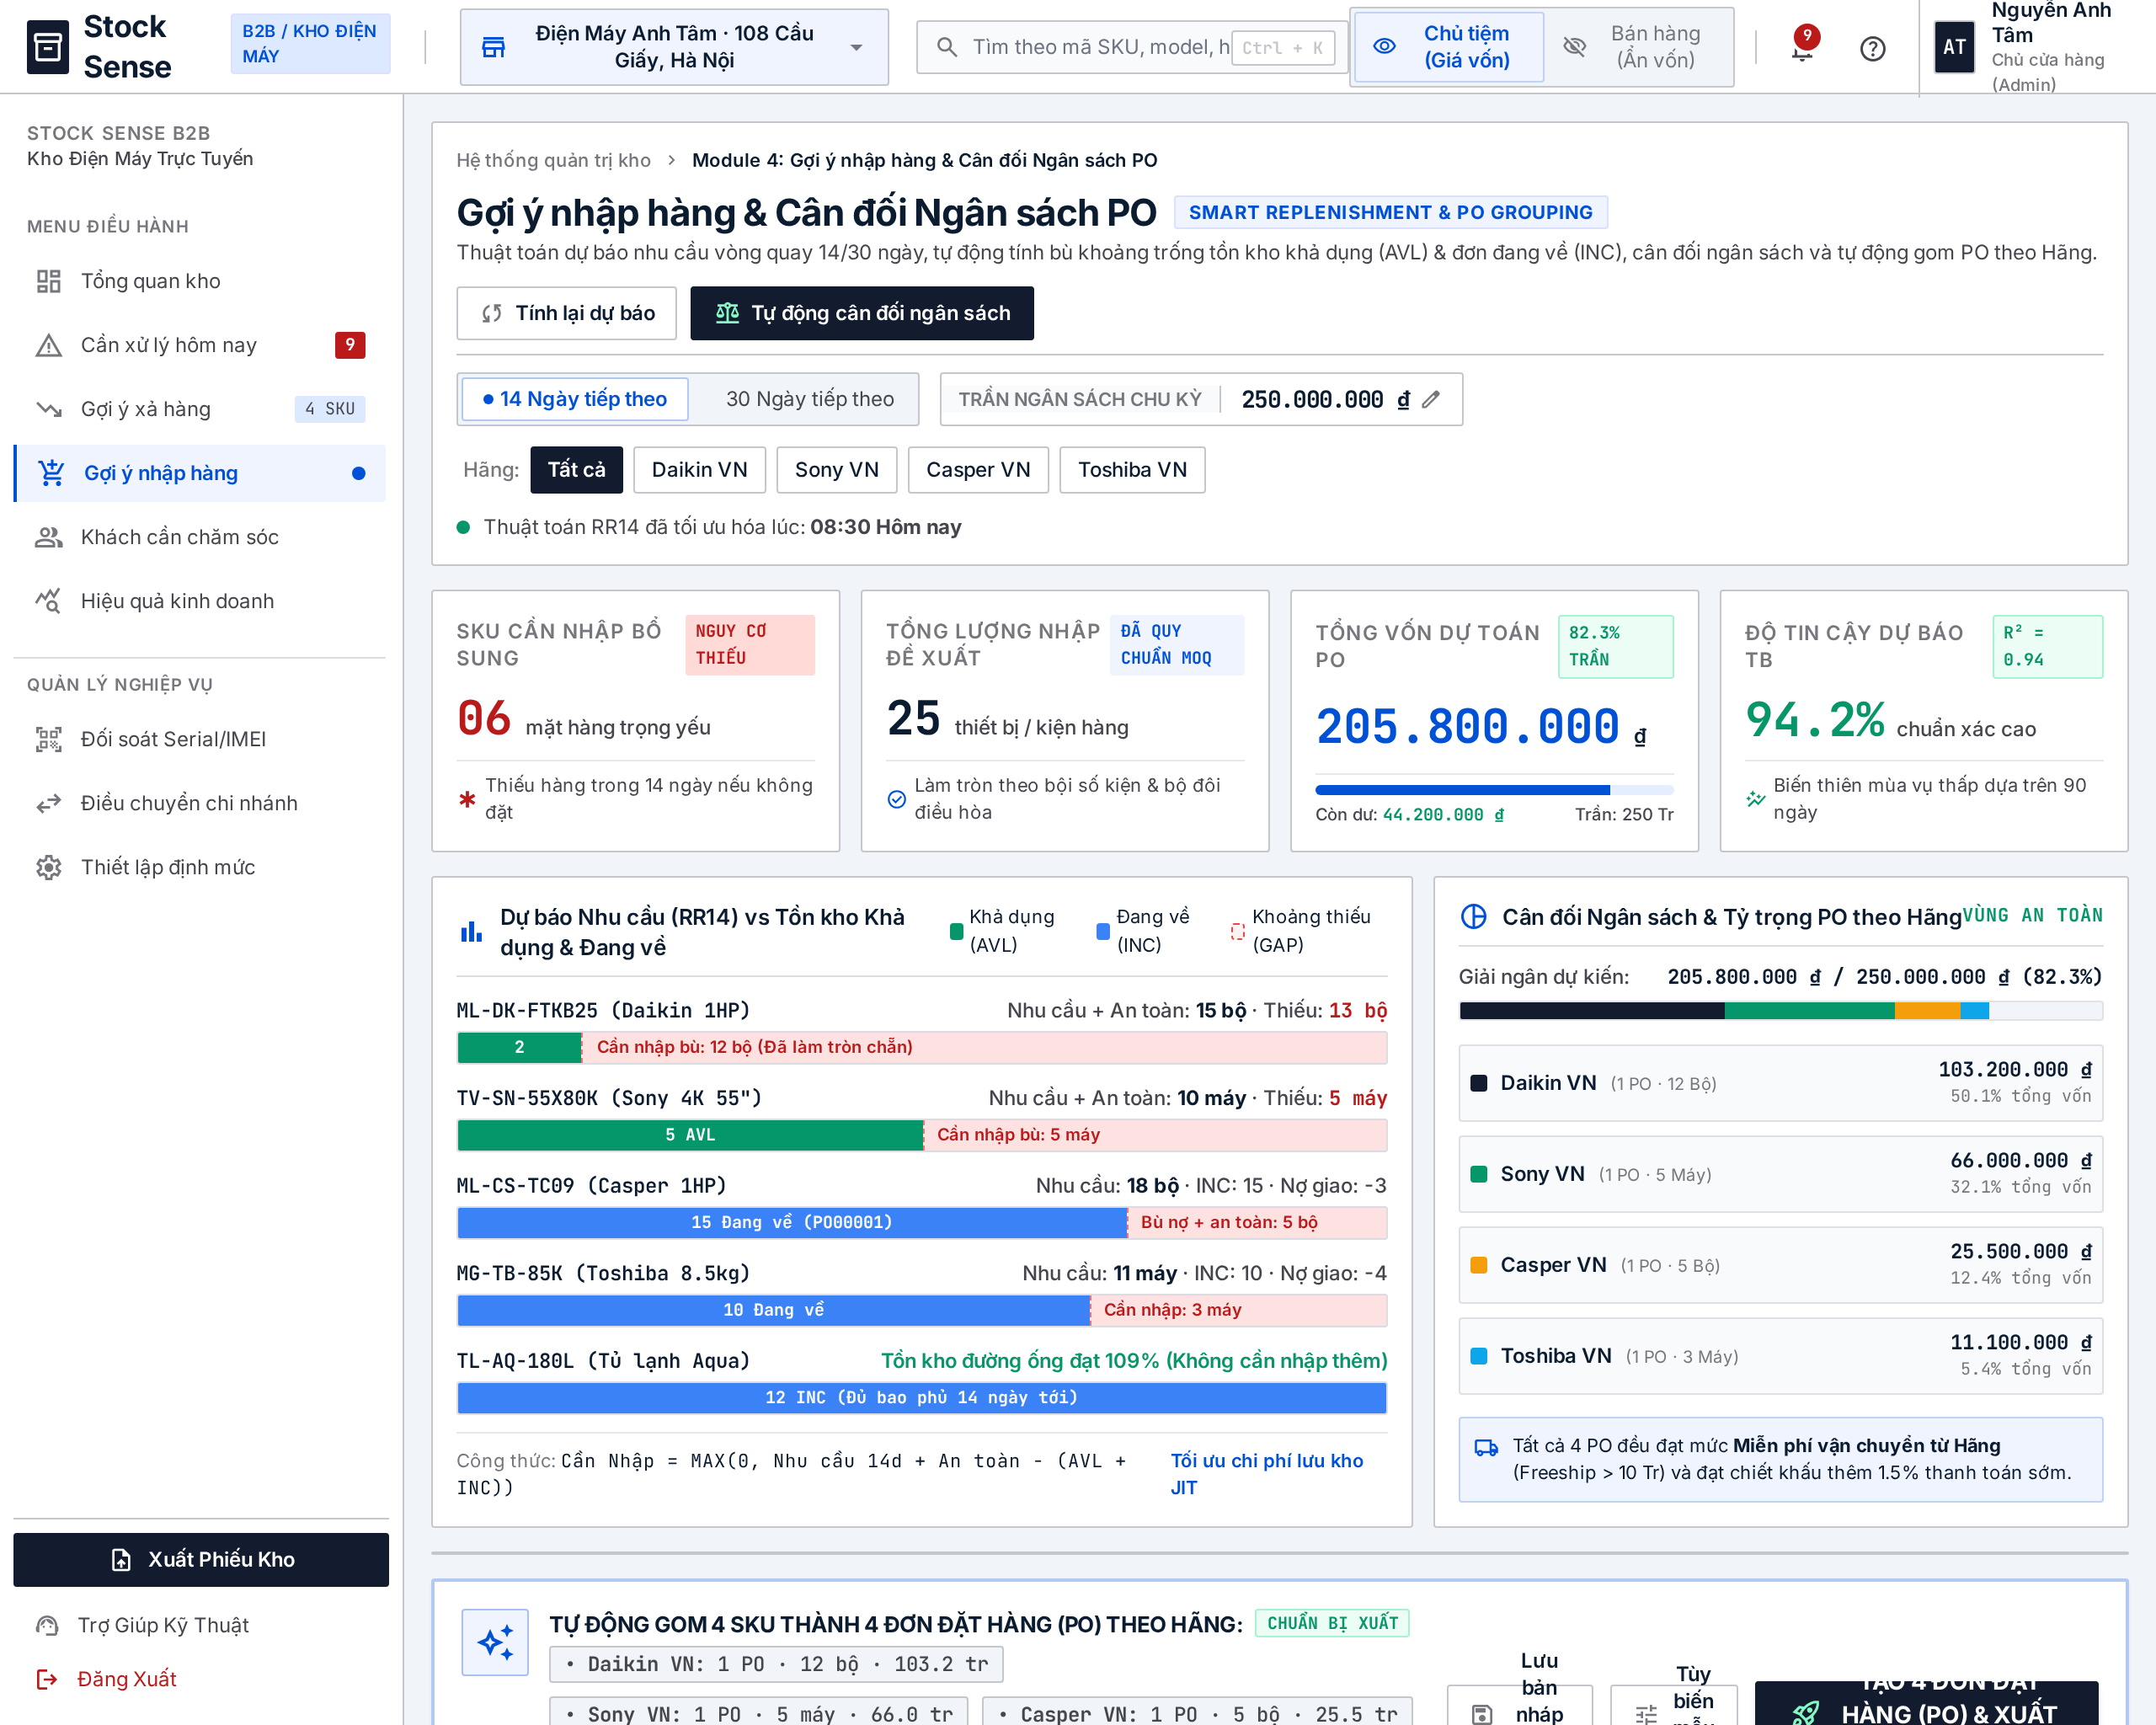 Stock Sense
B2B / KHO ĐIỆN MÁY
Điện Máy Anh Tâm · 108 Cầu Giấy, Hà Nội
Tìm theo mã SKU, model, h
Ctrl + K
Chủ tiệm (Giá vốn)
Bán hàng (Ẩn vốn)
9
AT
Nguyễn Anh Tâm
Chủ cửa hàng (Admin)
STOCK SENSE B2B
Kho Điện Máy Trực Tuyến
MENU ĐIỀU HÀNH
Tổng quan kho
Cần xử lý hôm nay
9
Gợi ý xả hàng
4 SKU
Gợi ý nhập hàng
Khách cần chăm sóc
Hiệu quả kinh doanh
QUẢN LÝ NGHIỆP VỤ
Đối soát Serial/IMEI
Điều chuyển chi nhánh
Thiết lập định mức
Xuất Phiếu Kho
Trợ Giúp Kỹ Thuật
Đăng Xuất
Hệ thống quản trị kho > Module 4: Gợi ý nhập hàng & Cân đối Ngân sách PO
Gợi ý nhập hàng & Cân đối Ngân sách PO
SMART REPLENISHMENT & PO GROUPING
Thuật toán dự báo nhu cầu vòng quay 14/30 ngày, tự động tính bù khoảng trống tồn kho khả dụng (AVL) & đơn đang về (INC), cân đối ngân sách và tự động gom PO theo Hãng.
Tính lại dự báo
Tự động cân đối ngân sách
14 Ngày tiếp theo
30 Ngày tiếp theo
TRẦN NGÂN SÁCH CHU KỲ
250.000.000 ₫
Hãng:
Tất cả
Daikin VN
Sony VN
Casper VN
Toshiba VN
Thuật toán RR14 đã tối ưu hóa lúc: 08:30 Hôm nay
SKU CẦN NHẬP BỔ SUNG
NGUY CƠ THIẾU
06 mặt hàng trọng yếu
Thiếu hàng trong 14 ngày nếu không đặt
TỔNG LƯỢNG NHẬP ĐỀ XUẤT
ĐÃ QUY CHUẨN MOQ
25 thiết bị / kiện hàng
Làm tròn theo bội số kiện & bộ đôi điều hòa
TỔNG VỐN DỰ TOÁN PO
82.3% TRẦN
205.800.000 ₫
Còn dư: 44.200.000 ₫
Trần: 250 Tr
ĐỘ TIN CẬY DỰ BÁO TB
R² = 0.94
94.2% chuẩn xác cao
Biến thiên mùa vụ thấp dựa trên 90 ngày
Dự báo Nhu cầu (RR14) vs Tồn kho Khả dụng & Đang về
Khả dụng (AVL)
Đang về (INC)
Khoảng thiếu (GAP)
ML-DK-FTKB25 (Daikin 1HP)
Nhu cầu + An toàn: 15 bộ · Thiếu: 13 bộ
2
Cần nhập bù: 12 bộ (Đã làm tròn chẵn)
TV-SN-55X80K (Sony 4K 55")
Nhu cầu + An toàn: 10 máy · Thiếu: 5 máy
5 AVL
Cần nhập bù: 5 máy
ML-CS-TC09 (Casper 1HP)
Nhu cầu: 18 bộ · INC: 15 · Nợ giao: -3
15 Đang về (PO00001)
Bù nợ + an toàn: 5 bộ
MG-TB-85K (Toshiba 8.5kg)
Nhu cầu: 11 máy · INC: 10 · Nợ giao: -4
10 Đang về
Cần nhập: 3 máy
TL-AQ-180L (Tủ lạnh Aqua)
Tồn kho đường ống đạt 109% (Không cần nhập thêm)
12 INC (Đủ bao phủ 14 ngày tới)
Công thức: Cần Nhập = MAX(0, Nhu cầu 14d + An toàn - (AVL + INC))
Tối ưu chi phí lưu kho JIT
Cân đối Ngân sách & Tỷ trọng PO theo Hãng
VÙNG AN TOÀN
Giải ngân dự kiến:
205.800.000 ₫ / 250.000.000 ₫ (82.3%)
Daikin VN (1 PO · 12 Bộ)
103.200.000 ₫
50.1% tổng vốn
Sony VN (1 PO · 5 Máy)
66.000.000 ₫
32.1% tổng vốn
Casper VN (1 PO · 5 Bộ)
25.500.000 ₫
12.4% tổng vốn
Toshiba VN (1 PO · 3 Máy)
11.100.000 ₫
5.4% tổng vốn
Tất cả 4 PO đều đạt mức Miễn phí vận chuyển từ Hãng
(Freeship > 10 Tr) và đạt chiết khấu thêm 1.5% thanh toán sớm.
TỰ ĐỘNG GOM 4 SKU THÀNH 4 ĐƠN ĐẶT HÀNG (PO) THEO HÃNG:
CHUẨN BỊ XUẤT
• Daikin VN: 1 PO · 12 bộ · 103.2 tr
• Sony VN: 1 PO · 5 máy · 66.0 tr
• Casper VN: 1 PO · 5 bộ · 25.5 tr
Lưu bản nháp
Tùy biến mẫu
TẠO 4 ĐƠN ĐẶT HÀNG (PO) & XUẤT